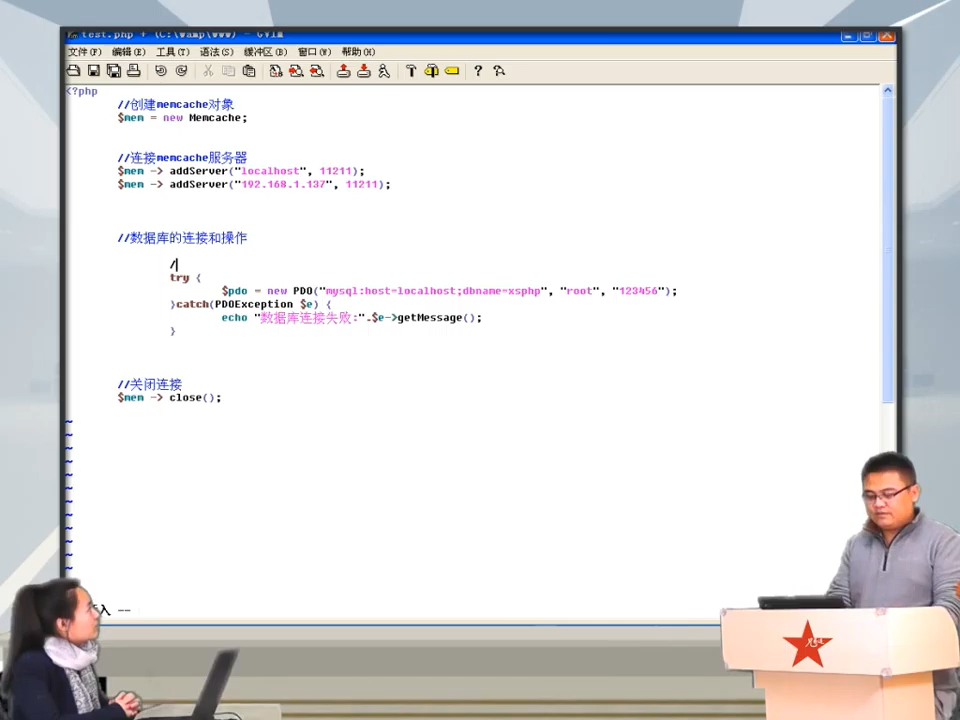 test.php + (C:\wamp\www) - GVIM
文件(F) 编辑(E) 工具(T) 语法(S) 缓冲区(B) 窗口(W) 帮助(H)
<?php
//创建memcache对象
$mem = new Memcache;
//连接memcache服务器
$mem -> addServer("localhost", 11211);
$mem -> addServer("192.168.1.137", 11211);
//数据库的连接和操作
/
try {
$pdo = new PDO("mysql:host=localhost;dbname=xsphp", "root", "123456");
}catch(PDOException $e) {
echo "数据库连接失败:".$e->getMessage();
}
//关闭连接
$mem -> close();
~
~
~
~
~
~
~
~
~
~
~
~
入 --